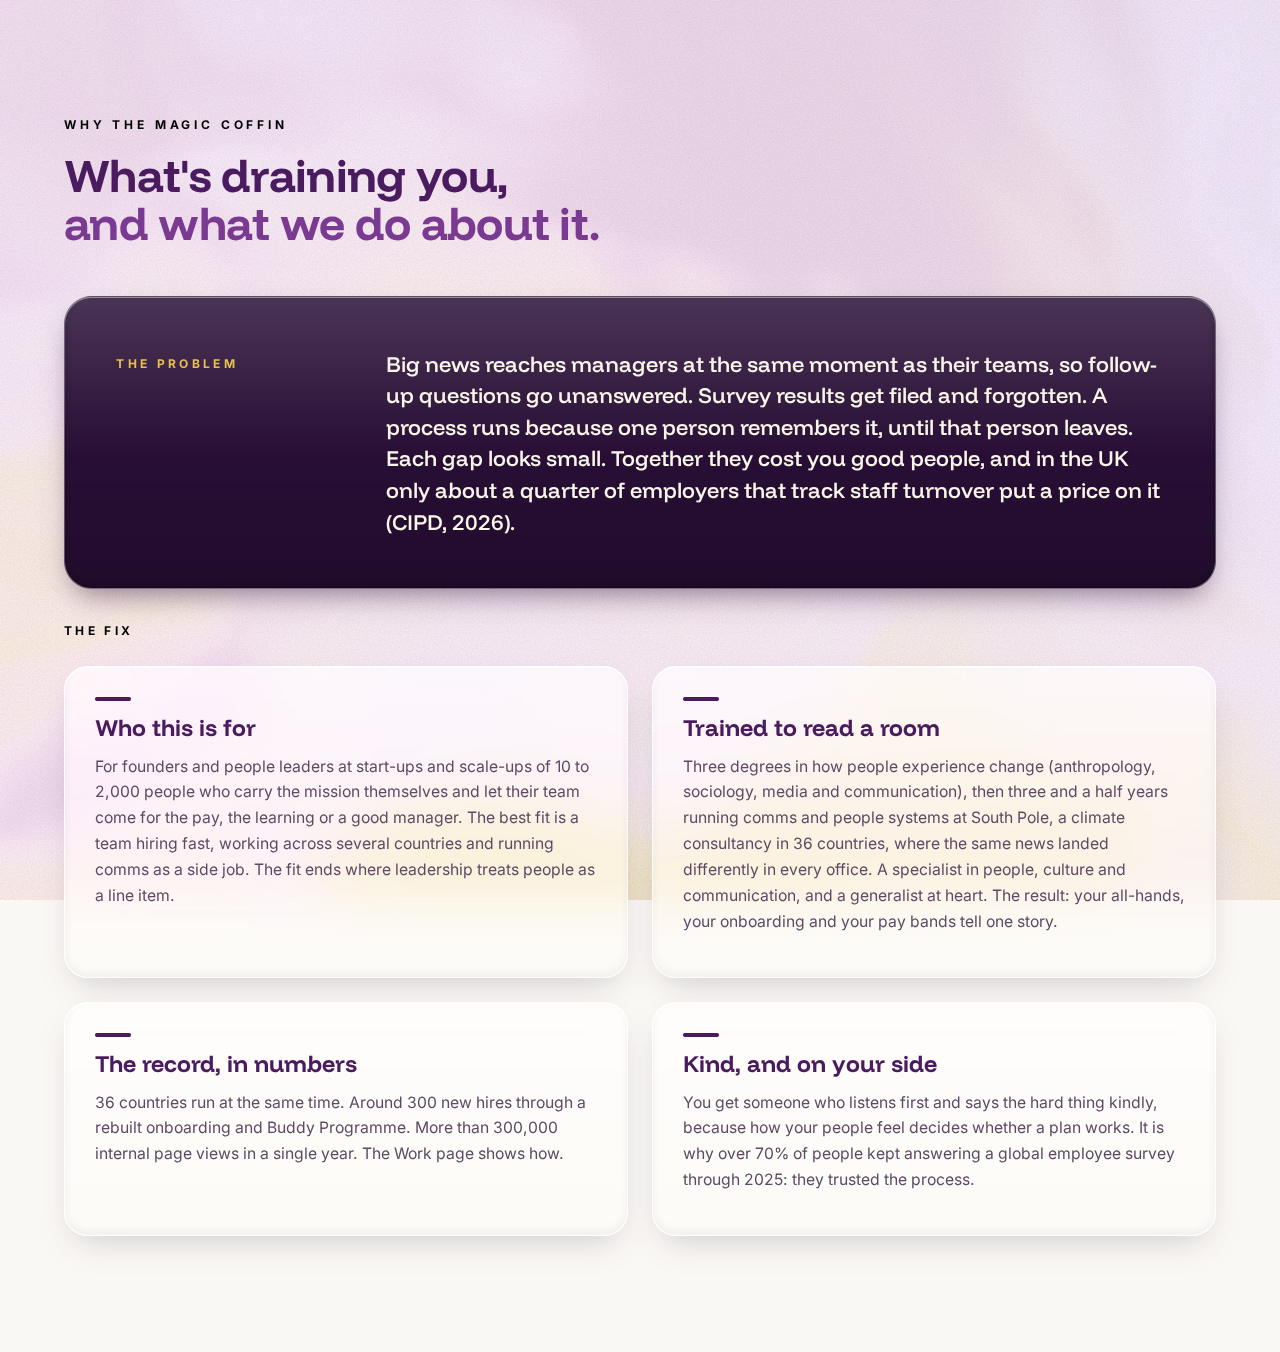 WHY THE MAGIC COFFIN
What's draining you,
and what we do about it.
THE PROBLEM
Big news reaches managers at the same moment as their teams, so follow-
up questions go unanswered. Survey results get filed and forgotten. A
process runs because one person remembers it, until that person leaves.
Each gap looks small. Together they cost you good people, and in the UK
only about a quarter of employers that track staff turnover put a price on it
(CIPD, 2026).
THE FIX
Who this is for
For founders and people leaders at start-ups and scale-ups of 10 to
2,000 people who carry the mission themselves and let their team
come for the pay, the learning or a good manager. The best fit is a
team hiring fast, working across several countries and running
comms as a side job. The fit ends where leadership treats people as
a line item.
Trained to read a room
Three degrees in how people experience change (anthropology,
sociology, media and communication), then three and a half years
running comms and people systems at South Pole, a climate
consultancy in 36 countries, where the same news landed
differently in every office. A specialist in people, culture and
communication, and a generalist at heart. The result: your all-hands,
your onboarding and your pay bands tell one story.
The record, in numbers
36 countries run at the same time. Around 300 new hires through a
rebuilt onboarding and Buddy Programme. More than 300,000
internal page views in a single year. The Work page shows how.
Kind, and on your side
You get someone who listens first and says the hard thing kindly,
because how your people feel decides whether a plan works. It is
why over 70% of people kept answering a global employee survey
through 2025: they trusted the process.